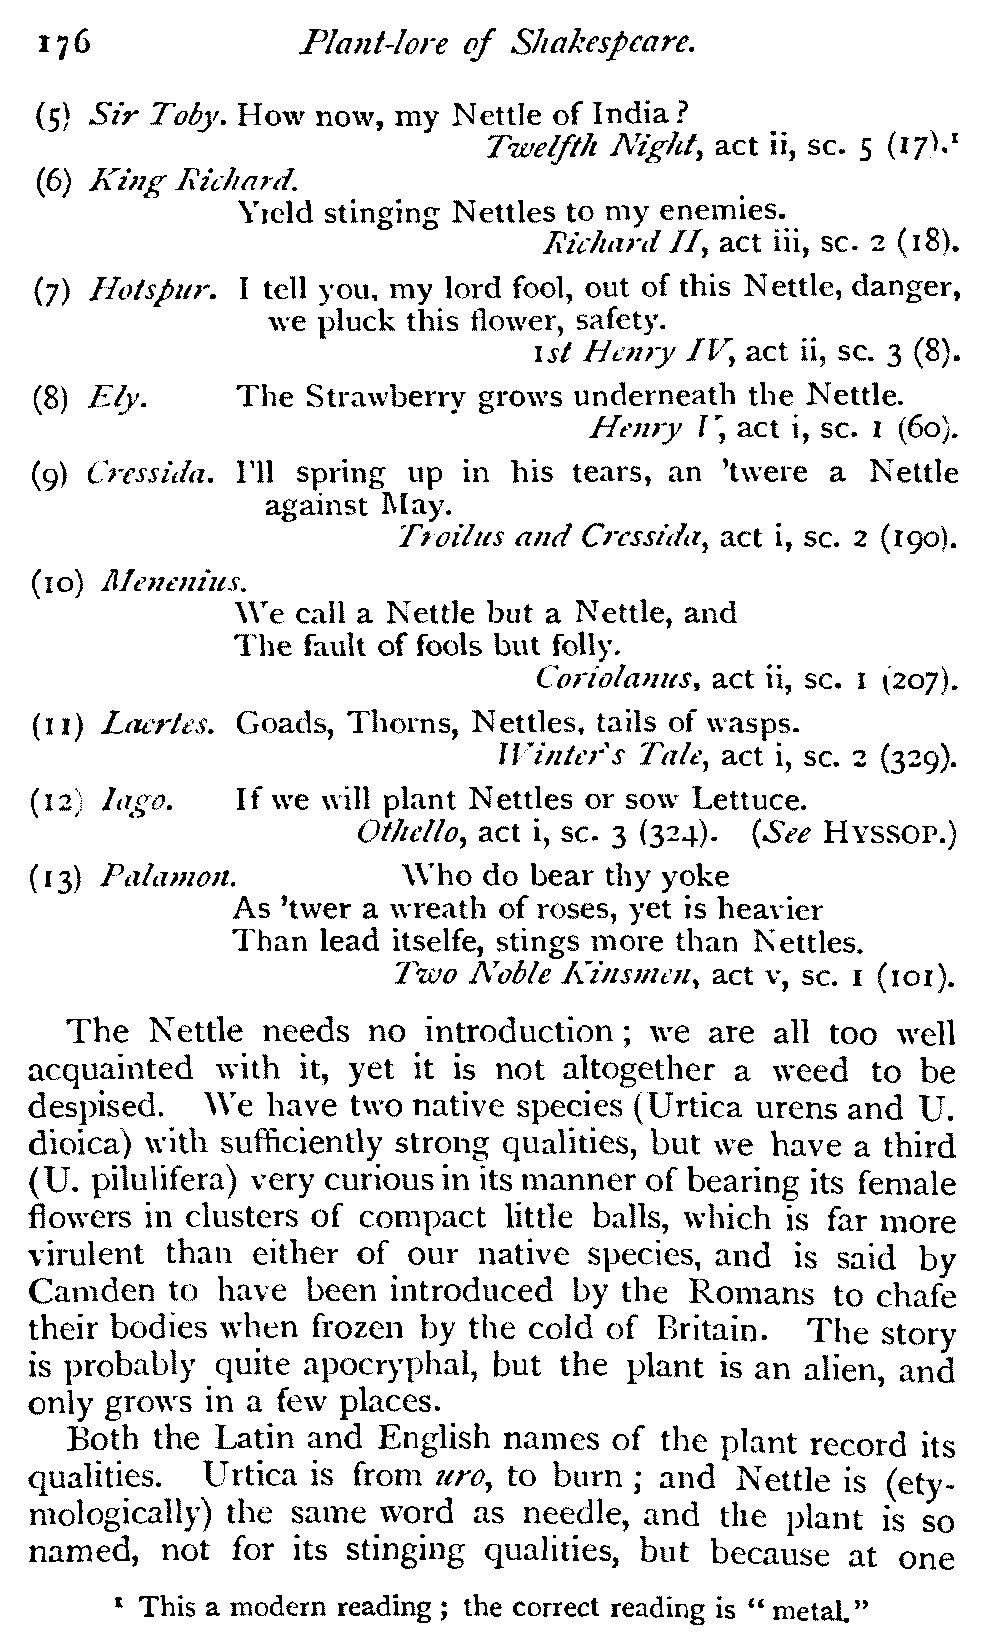 176 Plant-lore of Shakespeare.
(5) Sir Toby. How now, my Nettle of India?
Twelfth Night, act ii, sc. 5 (17).¹
(6) King Richard.
Yield stinging Nettles to my enemies.
Richard II, act iii, sc. 2 (18).
(7) Hotspur. I tell you, my lord fool, out of this Nettle, danger,
we pluck this flower, safety.
1st Henry IV, act ii, sc. 3 (8).
(8) Ely. The Strawberry grows underneath the Nettle.
Henry V, act i, sc. 1 (60).
(9) Cressida. I'll spring up in his tears, an 'twere a Nettle
against May.
Troilus and Cressida, act i, sc. 2 (190).
(10) Menenius.
We call a Nettle but a Nettle, and
The fault of fools but folly.
Coriolanus, act ii, sc. 1 (207).
(11) Laertes. Goads, Thorns, Nettles, tails of wasps.
Winter's Tale, act i, sc. 2 (329).
(12) Iago. If we will plant Nettles or sow Lettuce.
Othello, act i, sc. 3 (324). (See HYSSOP.)
(13) Palamon. Who do bear thy yoke
As 'twer a wreath of roses, yet is heavier
Than lead itselfe, stings more than Nettles.
Two Noble Kinsmen, act v, sc. 1 (101).
The Nettle needs no introduction; we are all too well
acquainted with it, yet it is not altogether a weed to be
despised. We have two native species (Urtica urens and U.
dioica) with sufficiently strong qualities, but we have a third
(U. pilulifera) very curious in its manner of bearing its female
flowers in clusters of compact little balls, which is far more
virulent than either of our native species, and is said by
Camden to have been introduced by the Romans to chafe
their bodies when frozen by the cold of Britain. The story
is probably quite apocryphal, but the plant is an alien, and
only grows in a few places.
Both the Latin and English names of the plant record its
qualities. Urtica is from uro, to burn; and Nettle is (ety-
mologically) the same word as needle, and the plant is so
named, not for its stinging qualities, but because at one
¹ This a modern reading; the correct reading is "metal."